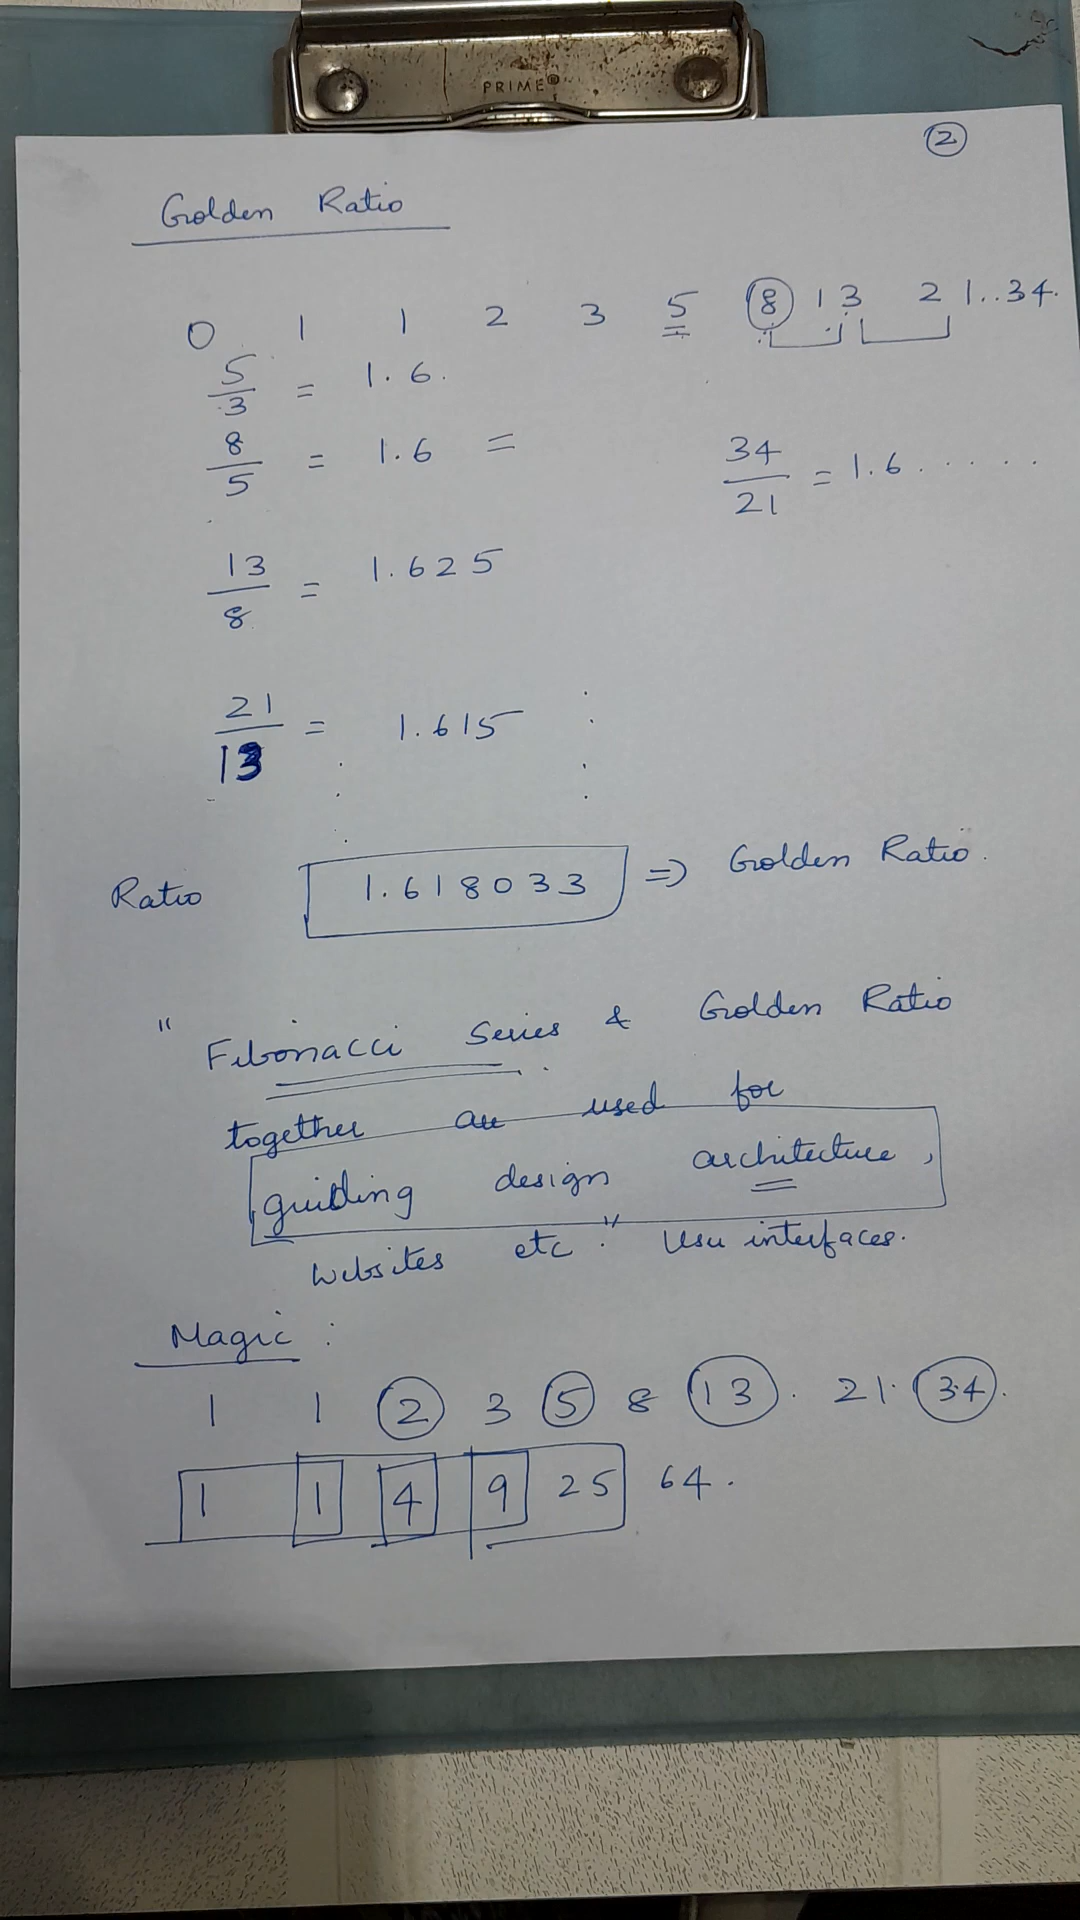 PRIME®
2
Golden Ratio
0 1 1 2 3 5 8 13 21..34.
5/3 = 1.6.
8/5 = 1.6 =
34/21 = 1.6 . . . . . .
13/8 = 1.625
21/13 = 1.615
Ratio 1.618033 => Golden Ratio.
" Fibonacci Series & Golden Ratio
together are used for
guiding design architecture,
websites etc." User interfaces.
Magic :
1 1 2 3 5 8 13. 21. 34.
1 1 4 9 25 64.